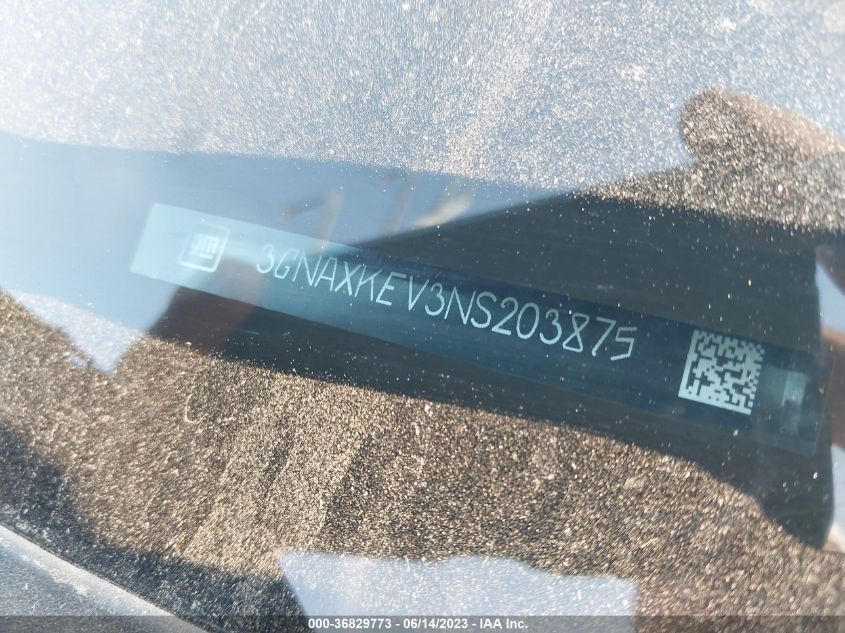 gm 3GNAXKEV3NS203875
000-36829773 - 06/14/2023 - IAA Inc.